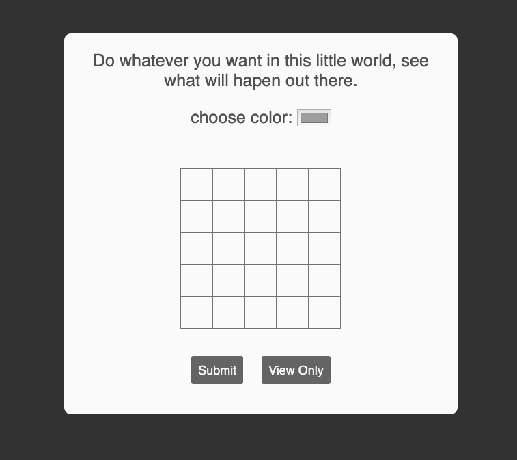 Do whatever you want in this little world, see
what will hapen out there.
choose color:
Submit
View Only